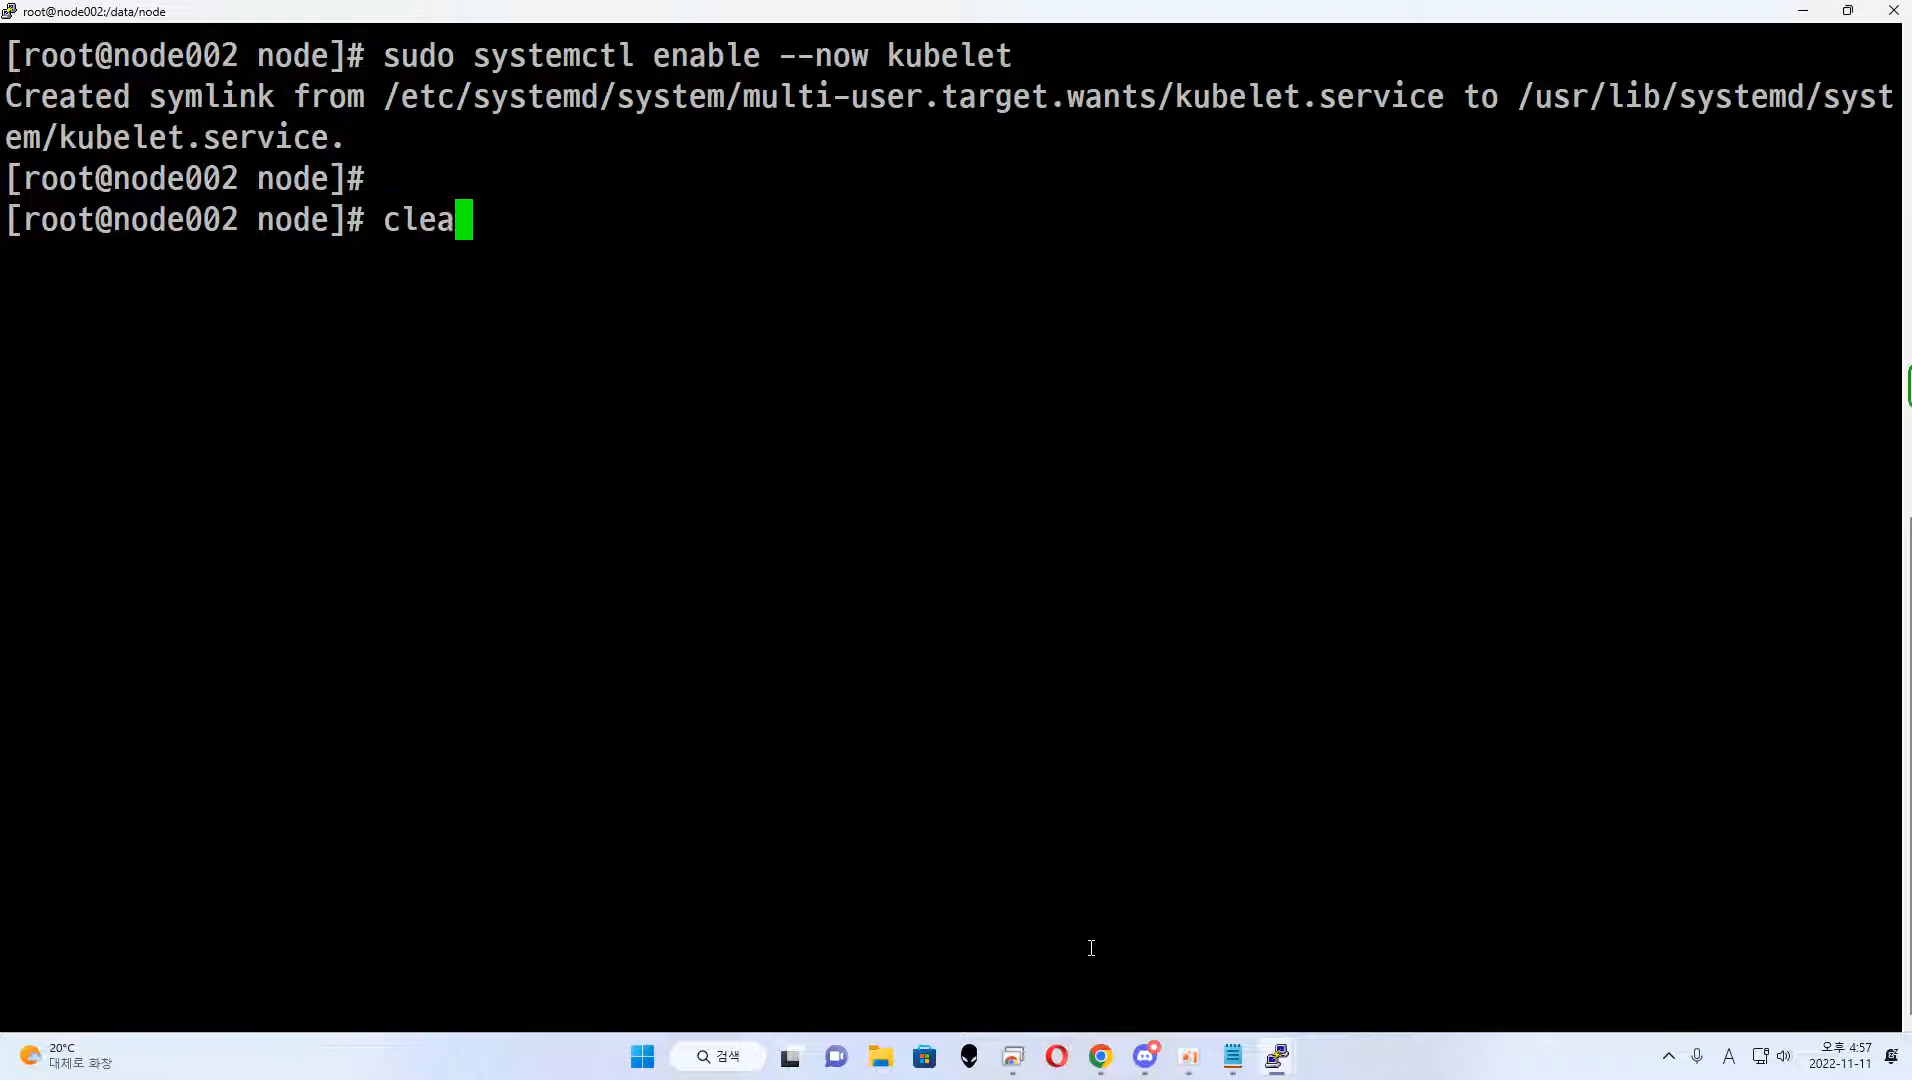 root@node002:/data/node
[root@node002 node]# sudo systemctl enable --now kubelet
Created symlink from /etc/systemd/system/multi-user.target.wants/kubelet.service to /usr/lib/systemd/syst
em/kubelet.service.
[root@node002 node]#
[root@node002 node]# clea
20°C
대체로 화창
검색
A
오후 4:57
2022-11-11